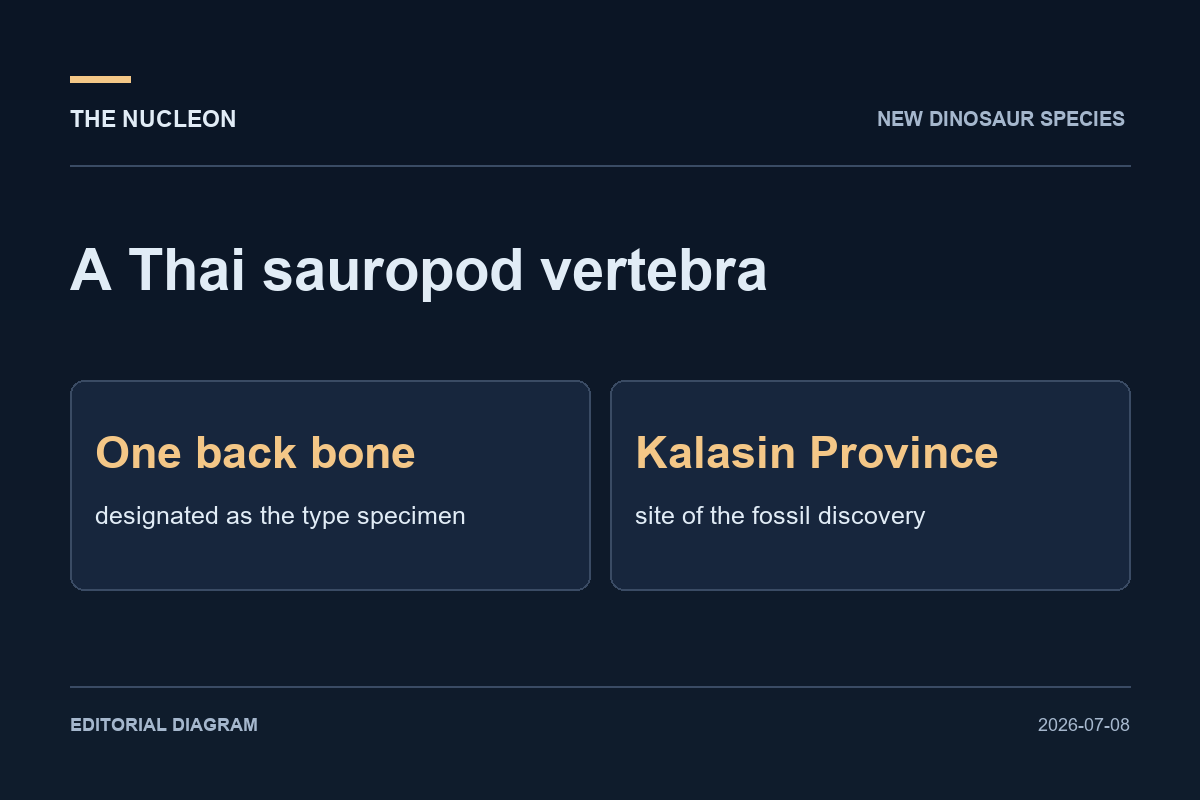 THE NUCLEON
NEW DINOSAUR SPECIES
A Thai sauropod vertebra
One back bone
designated as the type specimen
Kalasin Province
site of the fossil discovery
EDITORIAL DIAGRAM
2026-07-08